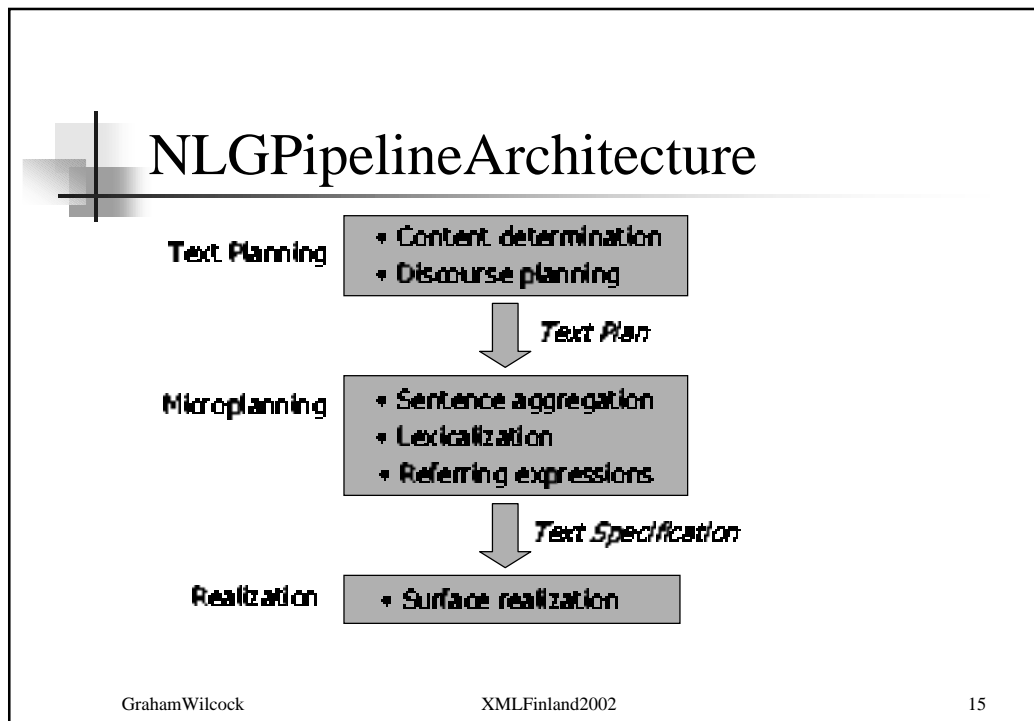 NLGPipelineArchitecture
Text Planning
• Content determination
• Discourse planning
Text Plan
Microplanning
• Sentence aggregation
• Lexicalization
• Referring expressions
Text Specification
Realization
• Surface realization
GrahamWilcock XMLFinland2002 15